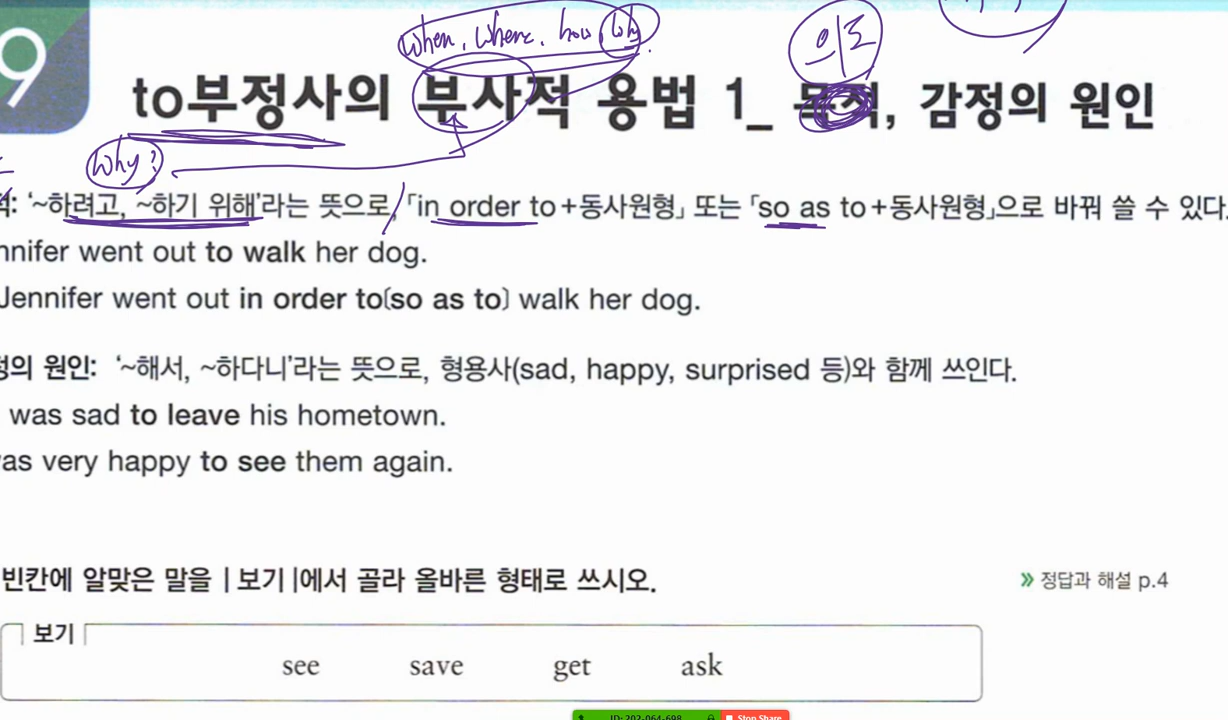 when, where, how, why.
의도
9
to부정사의 부사적 용법 1_ 목적, 감정의 원인
why?
적: ‘~하려고, ~하기 위해’라는 뜻으로, 「in order to+동사원형」 또는 「so as to+동사원형」으로 바꿔 쓸 수 있다.
nnifer went out to walk her dog.
Jennifer went out in order to(so as to) walk her dog.
정의 원인: ‘~해서, ~하다니’라는 뜻으로, 형용사(sad, happy, surprised 등)와 함께 쓰인다.
was sad to leave his hometown.
was very happy to see them again.
빈칸에 알맞은 말을 |보기|에서 골라 올바른 형태로 쓰시오.
» 정답과 해설 p.4
보기
see save get ask
ID: 202-064-698 Stop Share